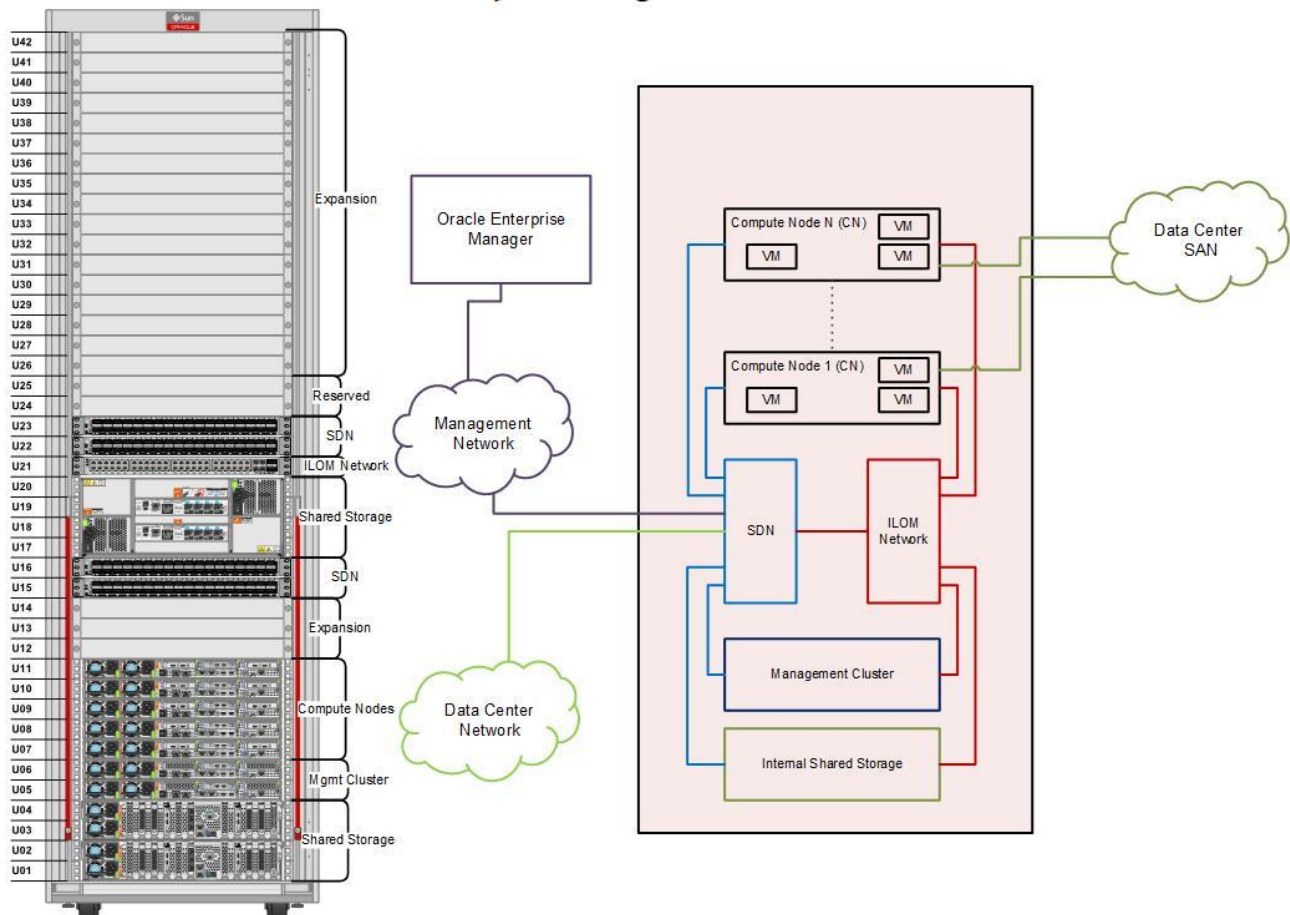 Sun
ORACLE
U42
U41
U40
U39
U38
U37
U36
U35
U34
U33
U32
U31
U30
U29
U28
U27
U26
U25
U24
U23
U22
U21
U20
U19
U18
U17
U16
U15
U14
U13
U12
U11
U10
U09
U08
U07
U06
U05
U04
U03
U02
U01
Expansion
Reserved
SDN
ILOM Network
Shared Storage
SDN
Expansion
Compute Nodes
Mgmt Cluster
Shared Storage
Oracle Enterprise
Manager
Management
Network
Data Center
Network
Compute Node N (CN)
VM
VM
VM
Compute Node 1 (CN)
VM
VM
VM
SDN
ILOM
Network
Management Cluster
Internal Shared Storage
Data Center
SAN